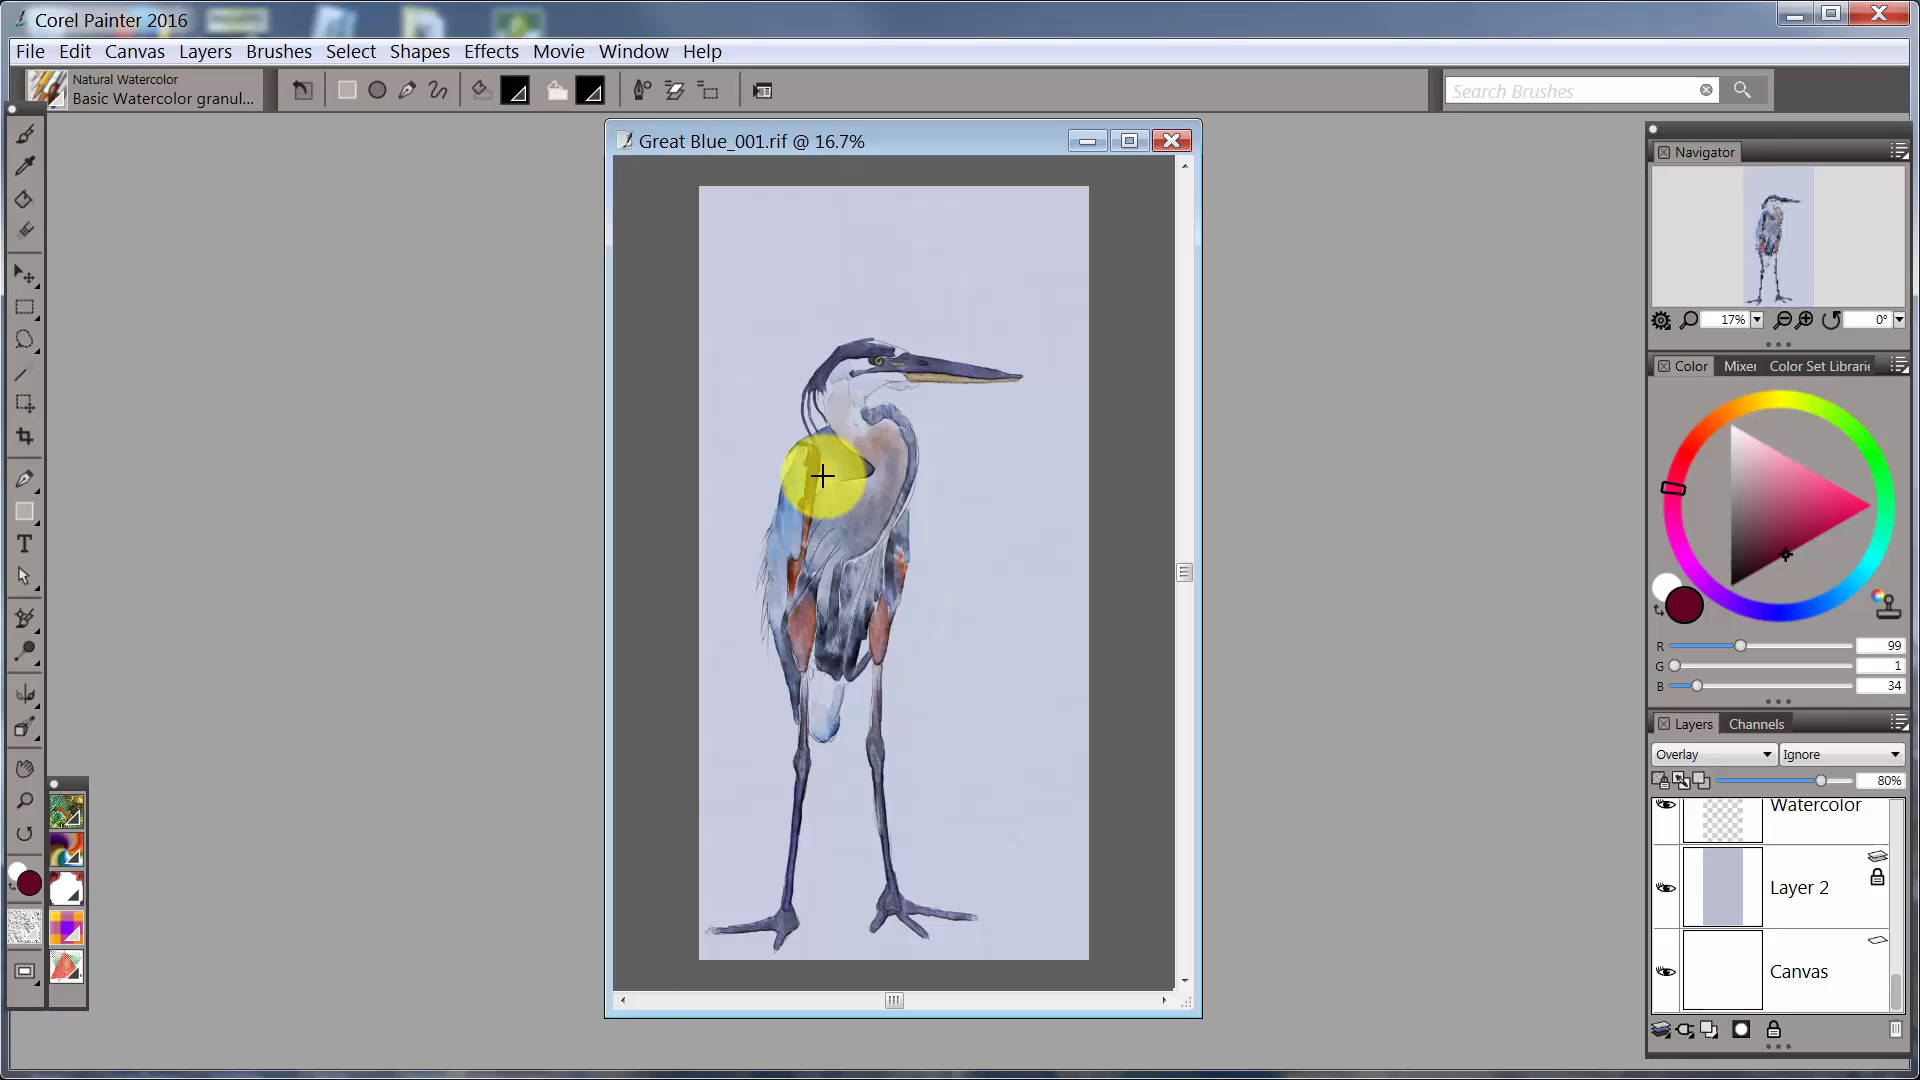 Corel Painter 2016
File Edit Canvas Layers Brushes Select Shapes Effects Movie Window Help
Natural Watercolor
Basic Watercolor granul...
Search Brushes
Great Blue_001.rif @ 16.7%
Navigator
17%
0°
Color Mixer Color Set Librarie
R 99
G 1
B 34
Layers Channels
Overlay Ignore
80%
Watercolor
Layer 2
Canvas
T